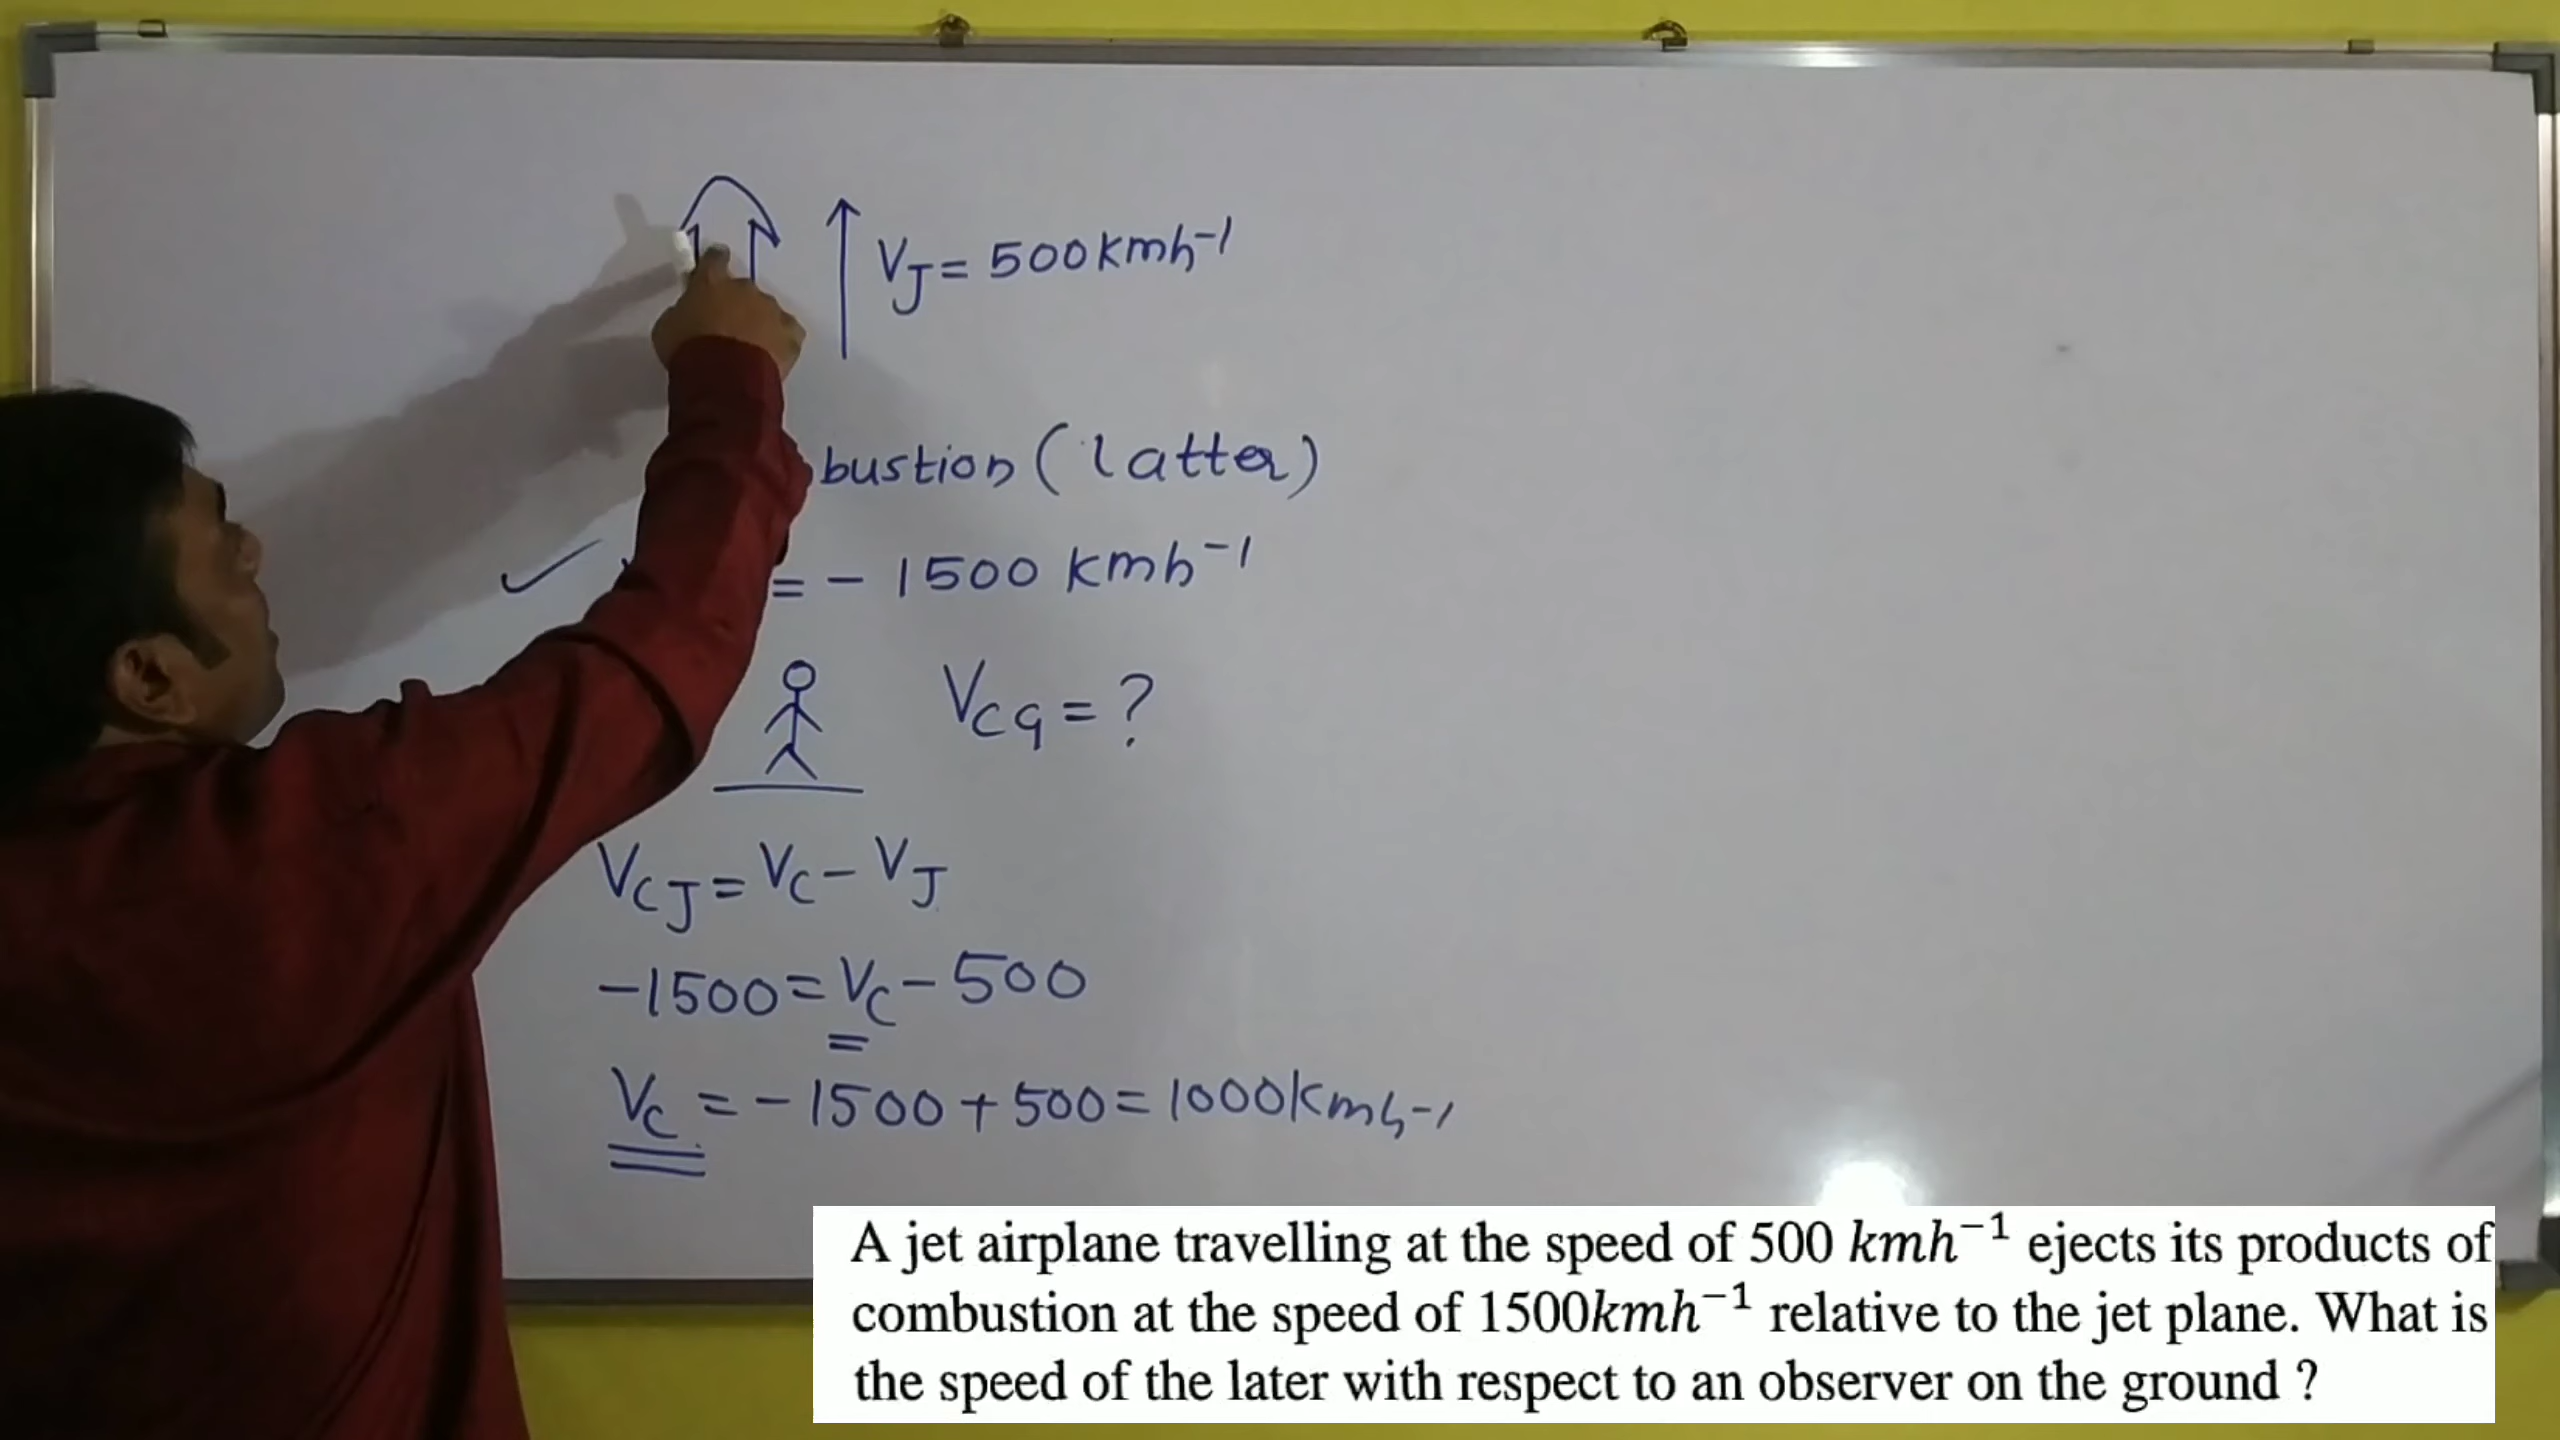 V_J = 500 kmh⁻¹
bustion (latter)
= - 1500 kmh⁻¹
V_CG = ?
V_CJ = V_C - V_J
-1500 = V_C - 500
V_C = - 1500 + 500 = 1000 kmh⁻¹
A jet airplane travelling at the speed of 500 kmh⁻¹ ejects its products of
combustion at the speed of 1500kmh⁻¹ relative to the jet plane. What is
the speed of the later with respect to an observer on the ground ?